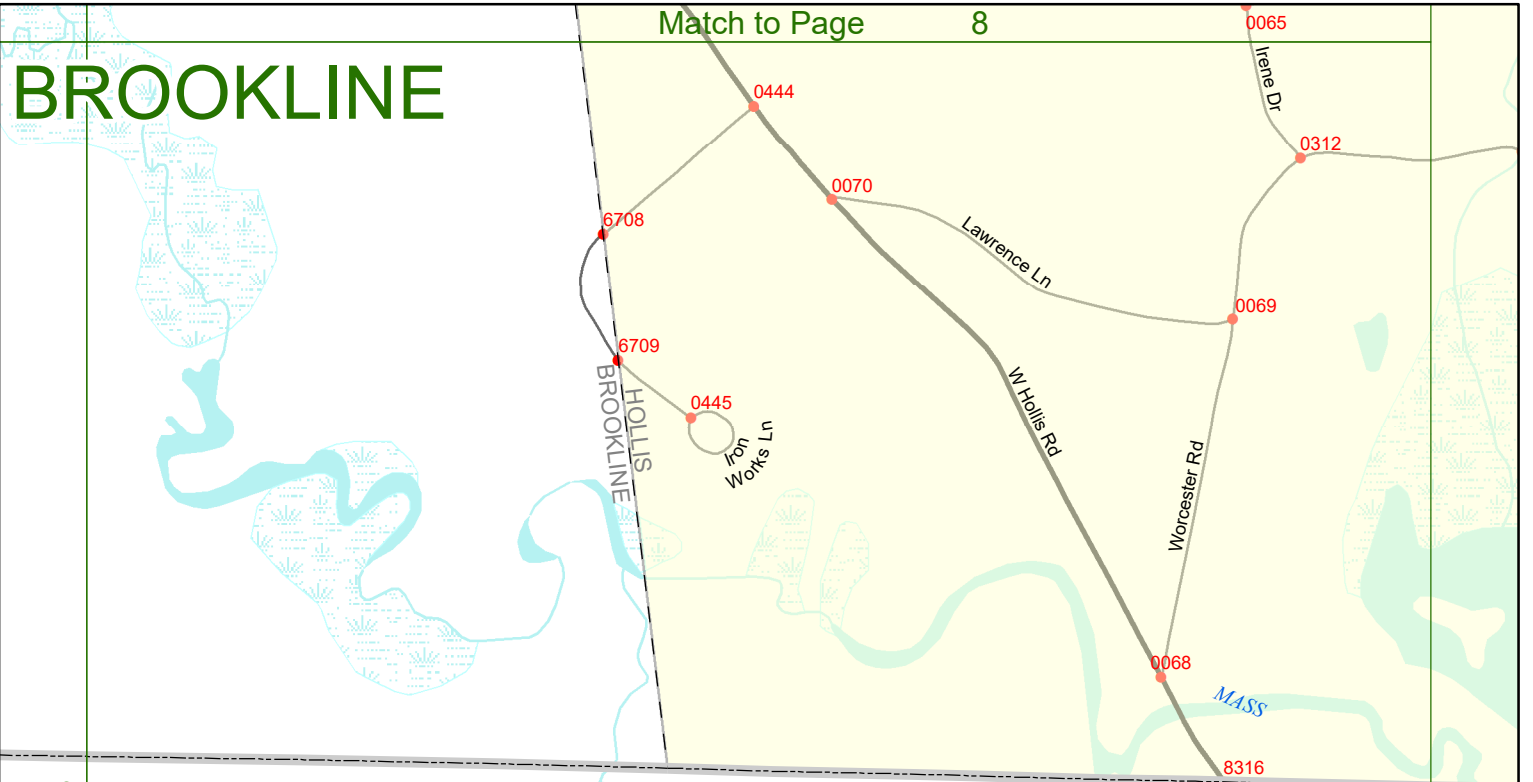 Match to Page 8
0065
BROOKLINE
Irene Dr
0444
0312
0070
6708
Lawrence Ln
0069
6709
HOLLIS
BROOKLINE
W Hollis Rd
0445
Iron
Works Ln
Worcester Rd
0068
MASS
8316